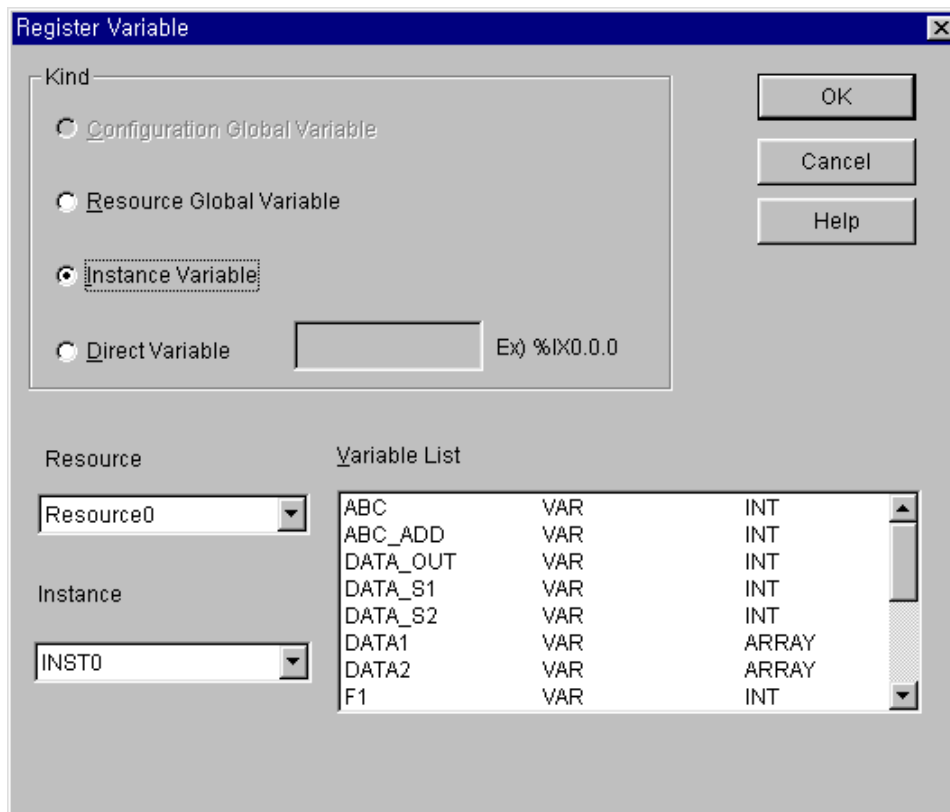 Register Variable
Kind
Configuration Global Variable
Resource Global Variable
Instance Variable
Direct Variable Ex) %IX0.0.0
OK
Cancel
Help
Resource
Resource0
Instance
INST0
Variable List
ABC VAR INT
ABC_ADD VAR INT
DATA_OUT VAR INT
DATA_S1 VAR INT
DATA_S2 VAR INT
DATA1 VAR ARRAY
DATA2 VAR ARRAY
F1 VAR INT